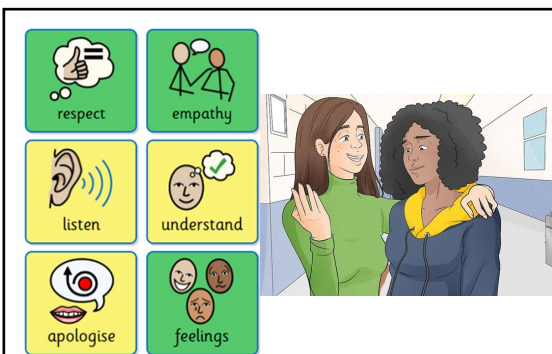 respect
empathy
listen
understand
apologise
feelings